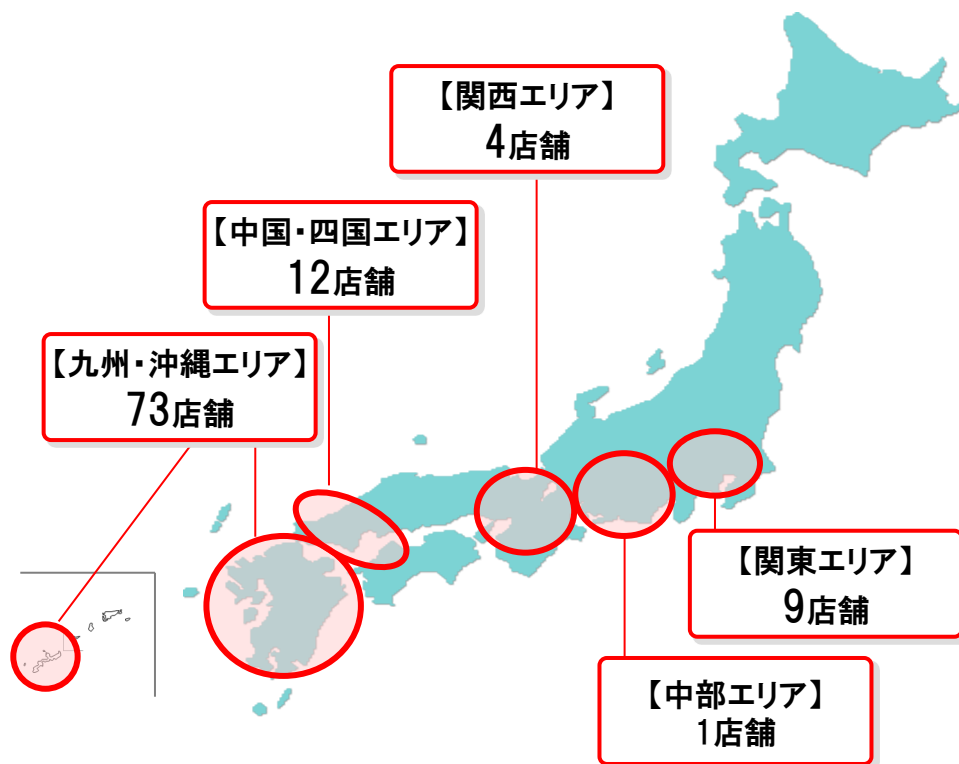 【関西エリア】
4店舗
【中国・四国エリア】
12店舗
【九州・沖縄エリア】
73店舗
【関東エリア】
9店舗
【中部エリア】
1店舗